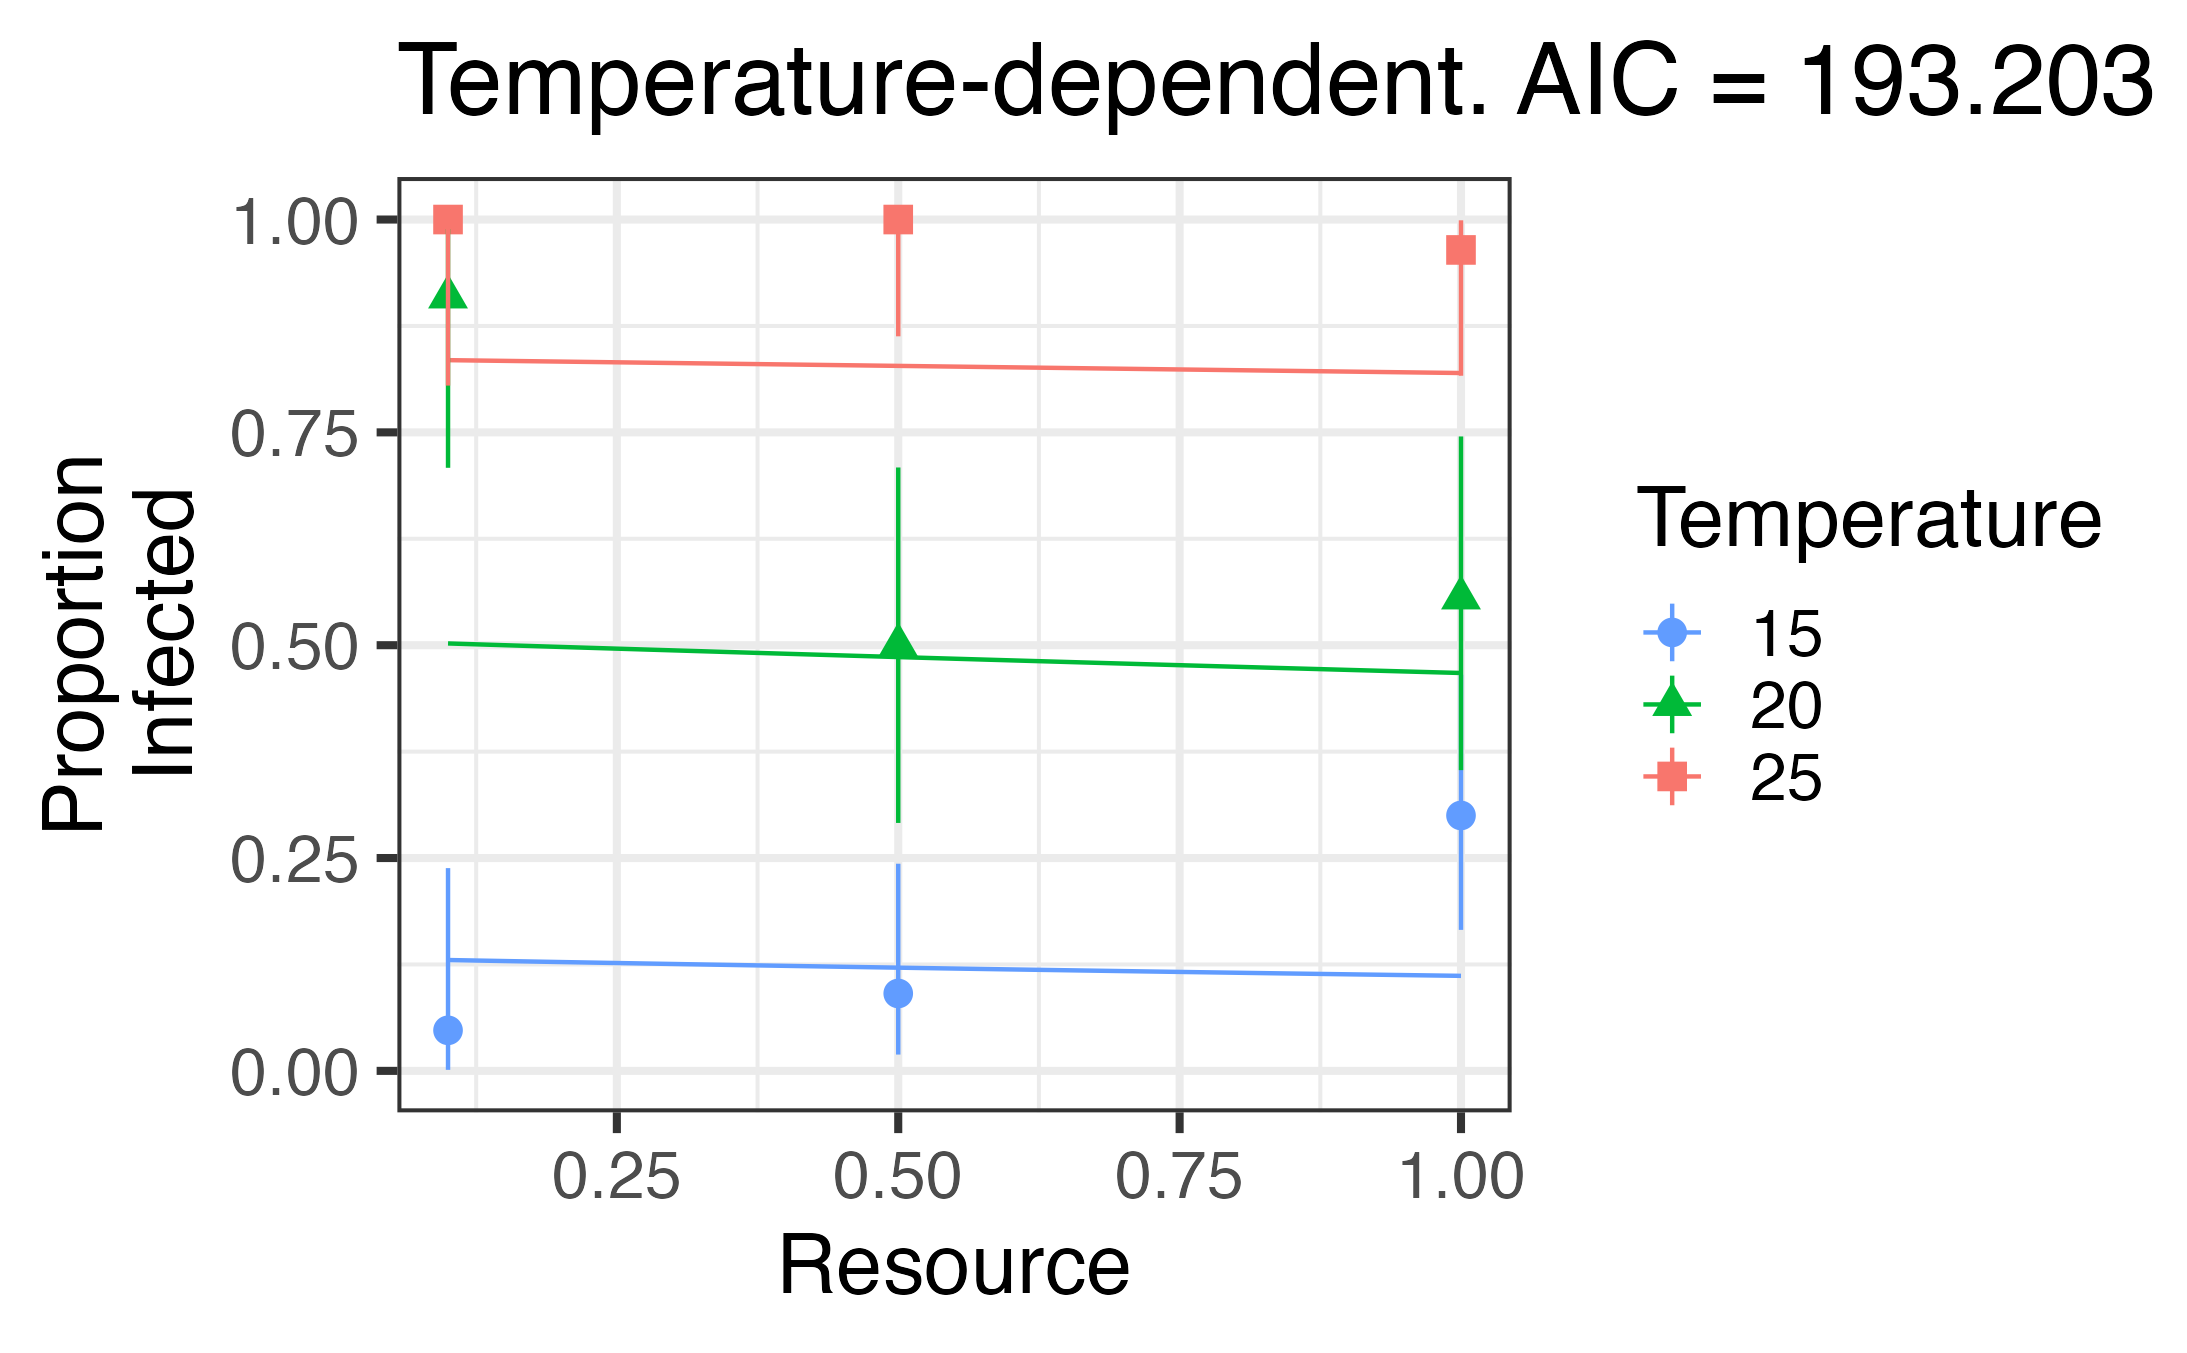 Temperature-dependent. AIC = 193.203
1.00
0.75
0.50
0.25
0.00
Proportion
Infected
0.25 0.50 0.75 1.00
Resource
Temperature
15
20
25